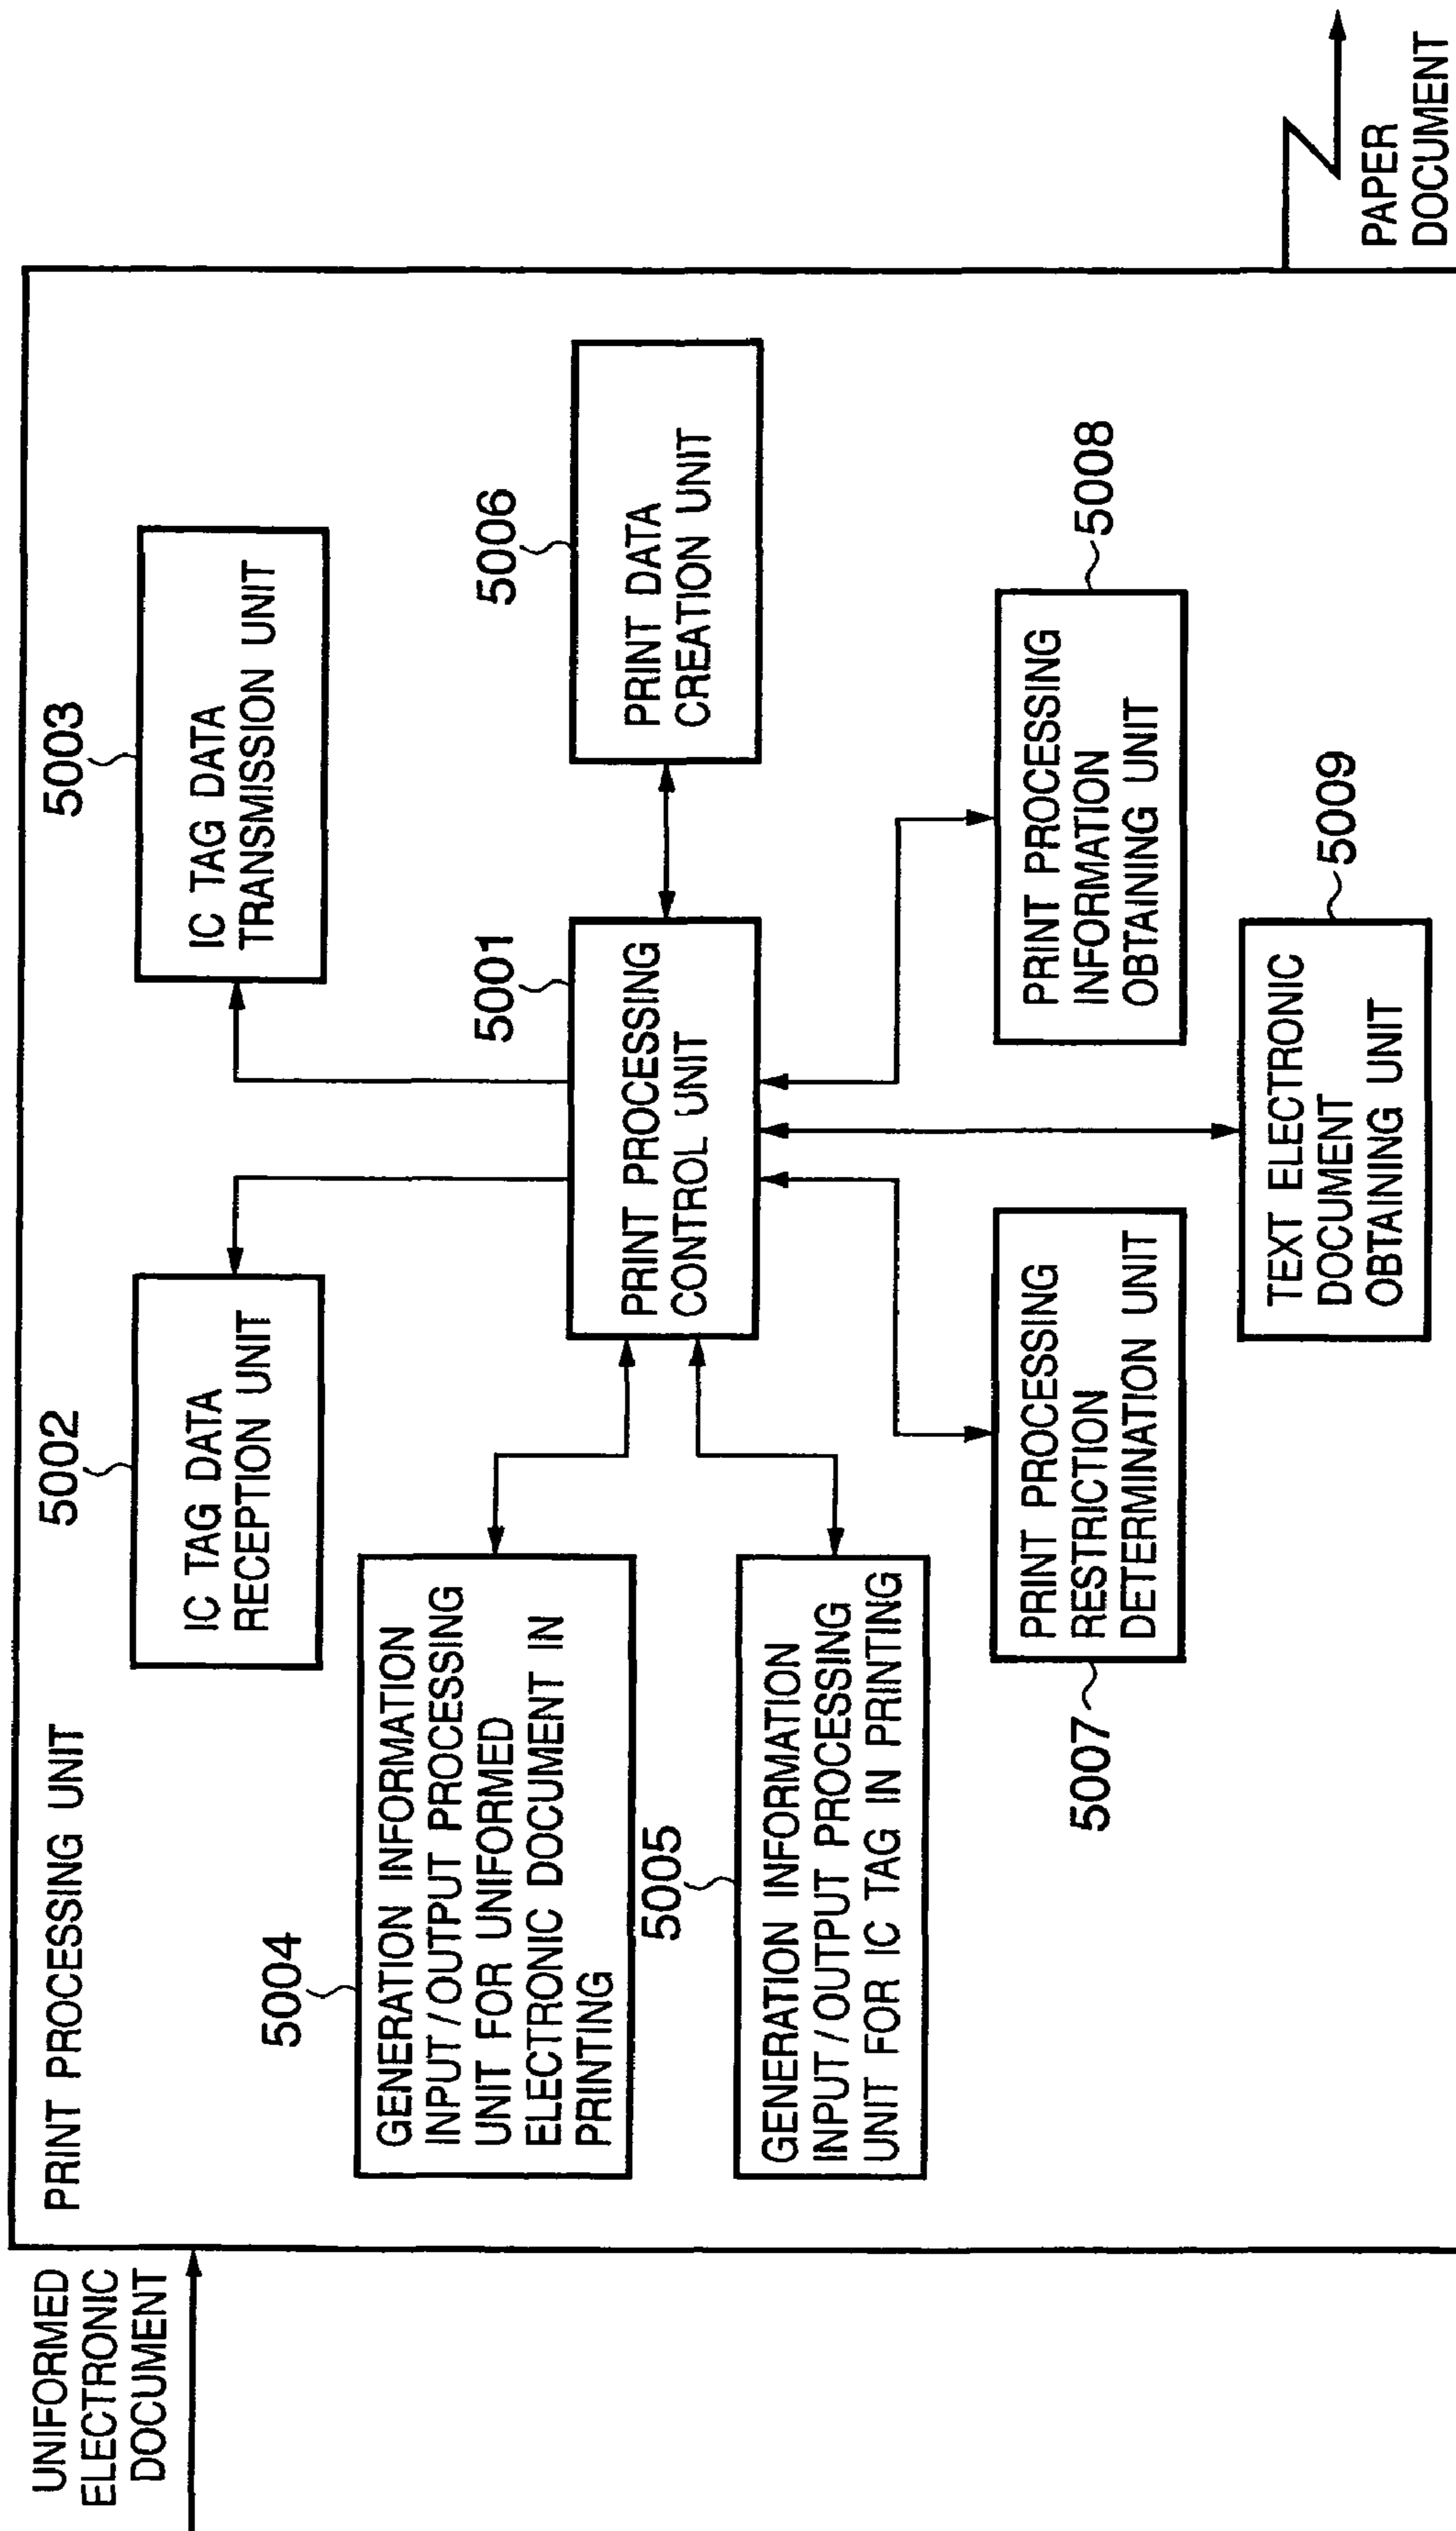 UNIFORMED
ELECTRONIC
DOCUMENT
PRINT PROCESSING UNIT
5002
IC TAG DATA
RECEPTION UNIT
5003
IC TAG DATA
TRANSMISSION UNIT
5004
GENERATION INFORMATION
INPUT/OUTPUT PROCESSING
UNIT FOR UNIFORMED
ELECTRONIC DOCUMENT IN
PRINTING
5001
PRINT PROCESSING
CONTROL UNIT
5006
PRINT DATA
CREATION UNIT
5005
GENERATION INFORMATION
INPUT/OUTPUT PROCESSING
UNIT FOR IC TAG IN PRINTING
5007
PRINT PROCESSING
RESTRICTION
DETERMINATION UNIT
5008
PRINT PROCESSING
INFORMATION
OBTAINING UNIT
5009
TEXT ELECTRONIC
DOCUMENT
OBTAINING UNIT
PAPER
DOCUMENT